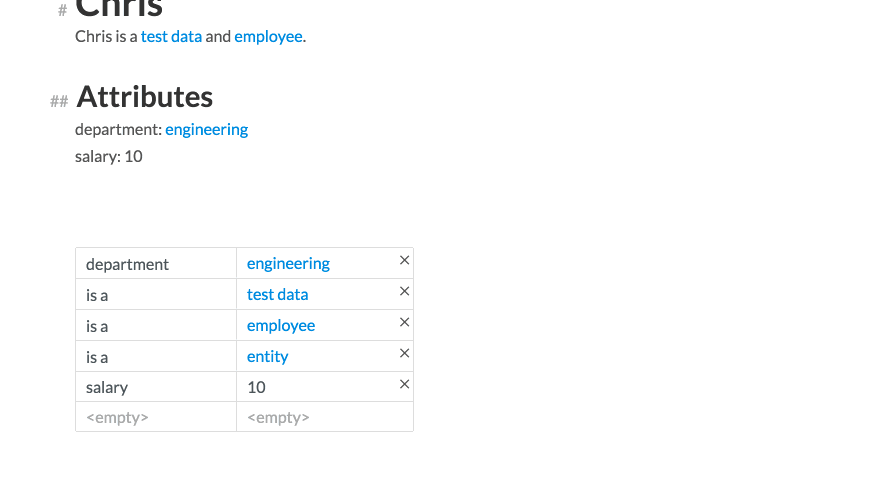 # Chris
Chris is a test data and employee.
## Attributes
department: engineering
salary: 10
department engineering ×
is a test data ×
is a employee ×
is a entity ×
salary 10 ×
<empty> <empty>